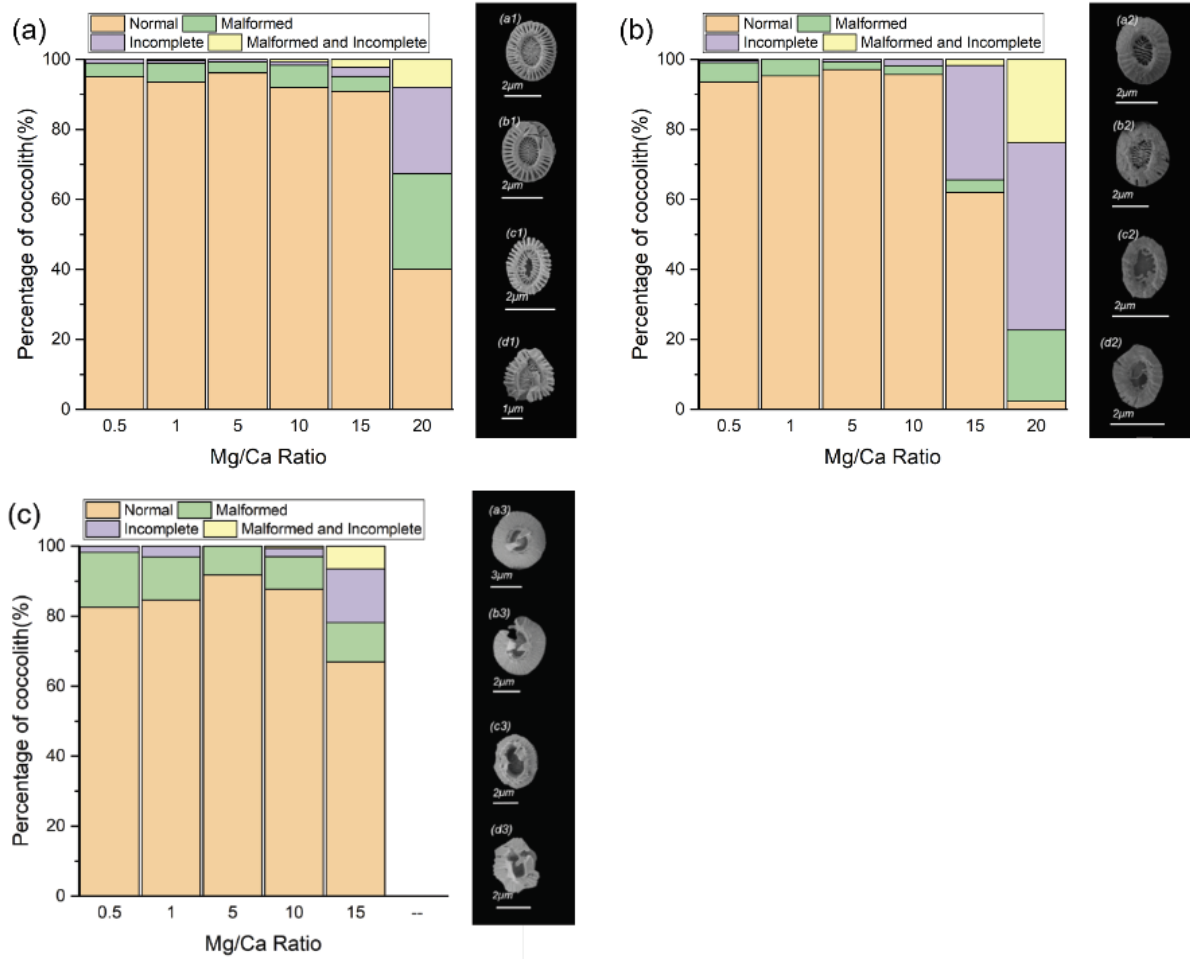 (a)
Normal Malformed
Incomplete Malformed and Incomplete
100
80
60
40
20
0
Percentage of coccolith(%)
0.5 1 5 10 15 20
Mg/Ca Ratio
(a1)
2μm
(b1)
2μm
(c1)
2μm
(d1)
1μm
(b)
Normal Malformed
Incomplete Malformed and Incomplete
100
80
60
40
20
0
Percentage of coccolith(%)
0.5 1 5 10 15 20
Mg/Ca Ratio
(a2)
2μm
(b2)
2μm
(c2)
2μm
(d2)
2μm
(c)
Normal Malformed
Incomplete Malformed and Incomplete
100
80
60
40
20
0
Percentage of coccolith(%)
0.5 1 5 10 15 --
Mg/Ca Ratio
(a3)
3μm
(b3)
2μm
(c3)
2μm
(d3)
2μm